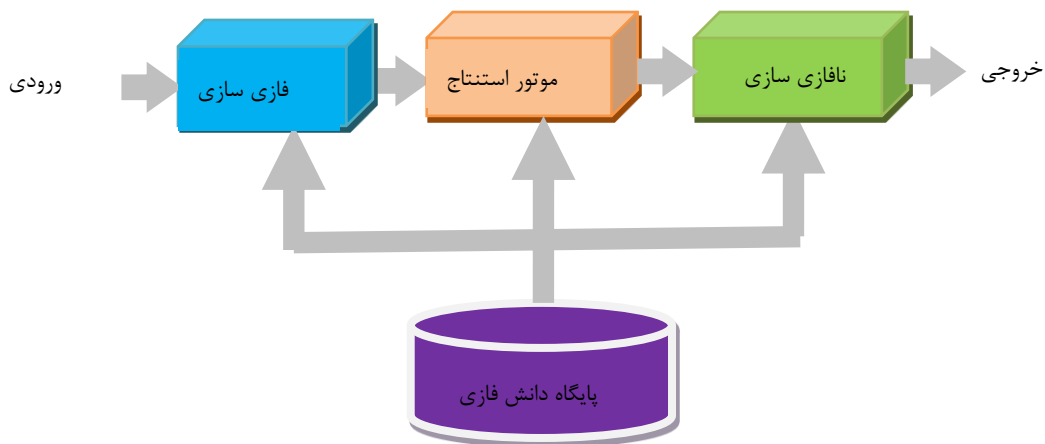 ورودی
فازی سازی
موتور استنتاج
نافازی سازی
خروجی
پایگاه دانش فازی